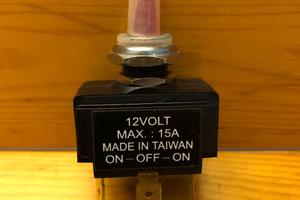 12VOLT
MAX. : 15A
MADE IN TAIWAN
ON—OFF—ON